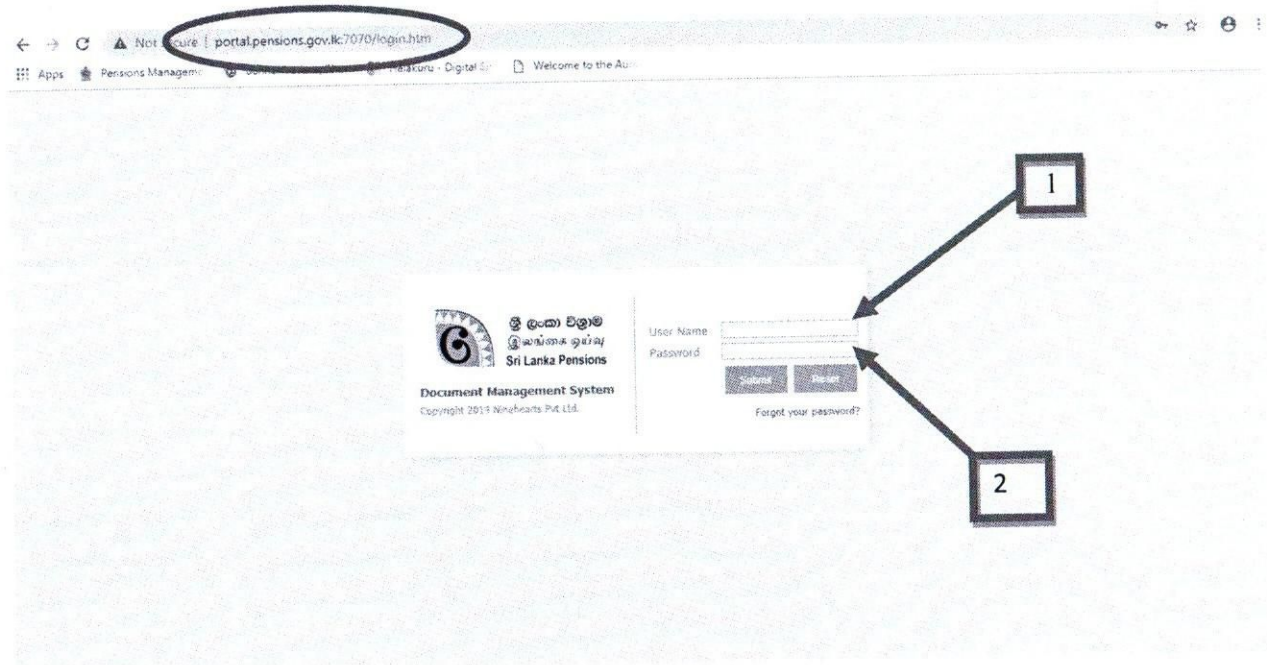 Not secure | portal.pensions.gov.lk:7070/login.htm
Apps Pensions Manageme Digital Welcome to the Au
1
ශ්‍රී ලංකා විශ්‍රාම
இலங்கை ஓய்வு
Sri Lanka Pensions
Document Management System
Copyright 2019 Ninehearts Pvt Ltd.
User Name
Password
Submit Reset
Forgot your password?
2